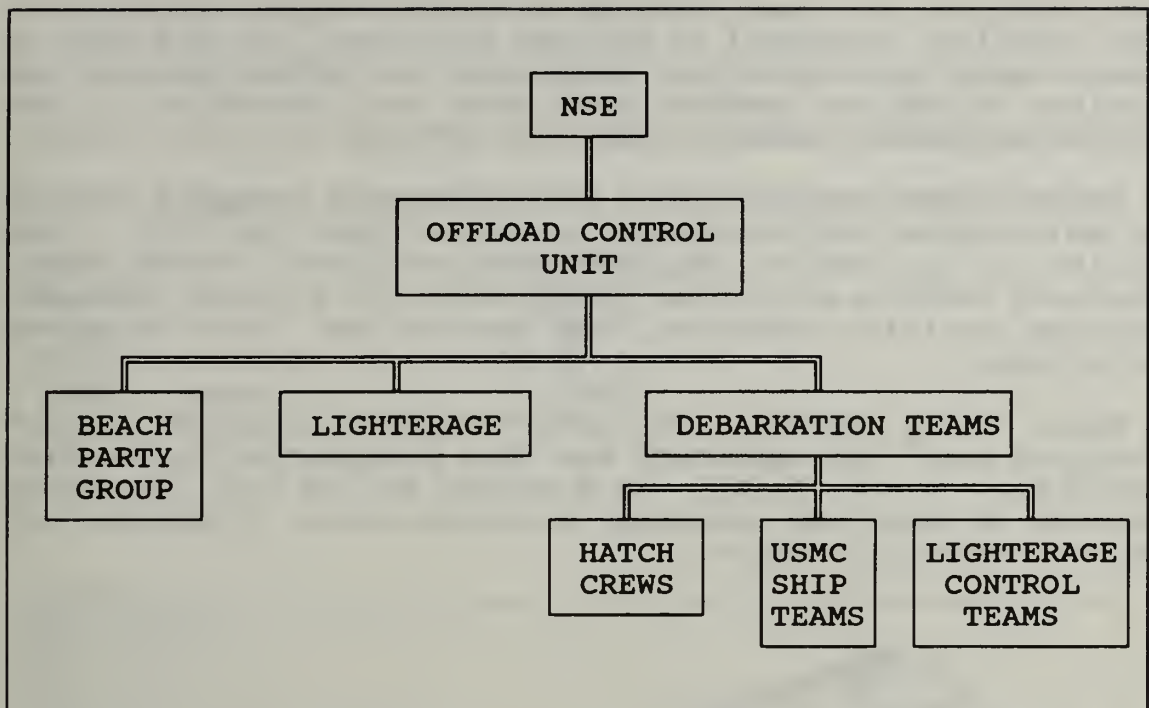 NSE
OFFLOAD CONTROL
UNIT
BEACH
PARTY
GROUP
LIGHTERAGE
DEBARKATION TEAMS
HATCH
CREWS
USMC
SHIP
TEAMS
LIGHTERAGE
CONTROL
TEAMS